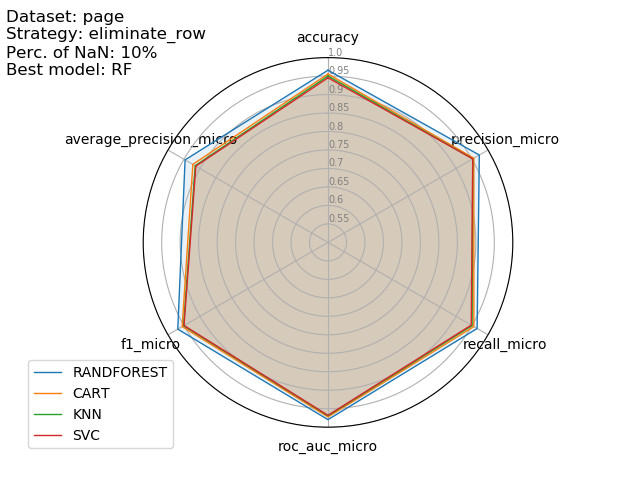 Dataset: page
Strategy: eliminate_row
Perc. of NaN: 10%
Best model: RF
accuracy
1.0
0.95
0.9
0.85
0.8
0.75
0.7
0.65
0.6
0.55
average_precision_micro
precision_micro
f1_micro
recall_micro
roc_auc_micro
RANDFOREST
CART
KNN
SVC